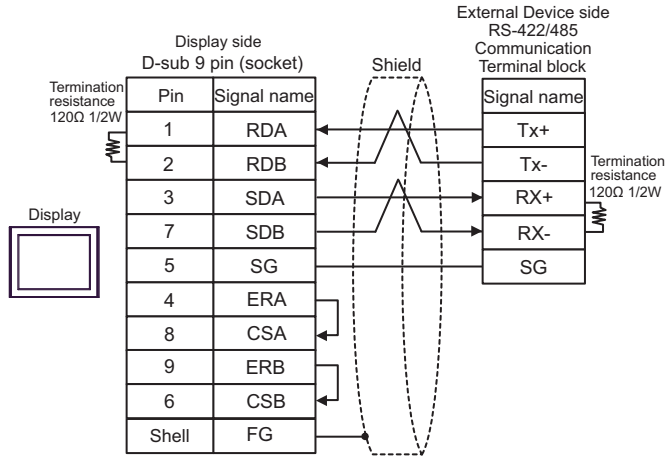 External Device side
RS-422/485
Communication
Terminal block
Display side
D-sub 9 pin (socket)
Shield
Termination
resistance
120Ω 1/2W
Pin Signal name
Signal name
1 RDA
Tx+
2 RDB
Tx-
Termination
resistance
120Ω 1/2W
3 SDA
RX+
Display
7 SDB
RX-
5 SG
SG
4 ERA
8 CSA
9 ERB
6 CSB
Shell FG